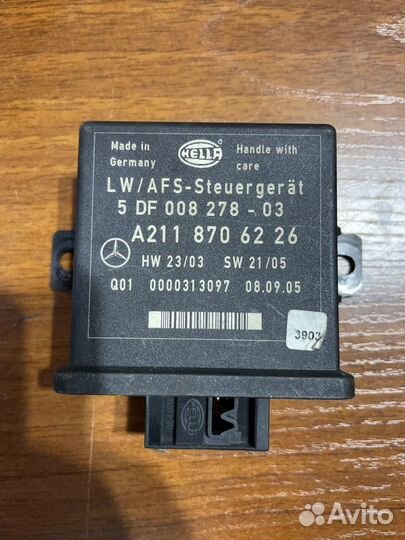 Made in
Germany
HELLA
Handle with
care
LW/AFS-Steuergerät
5 DF 008 278 - 03
A211 870 62 26
HW 23/03 SW 21/05
Q01 0000313097 08.09.05
3903
HELLA
Avito